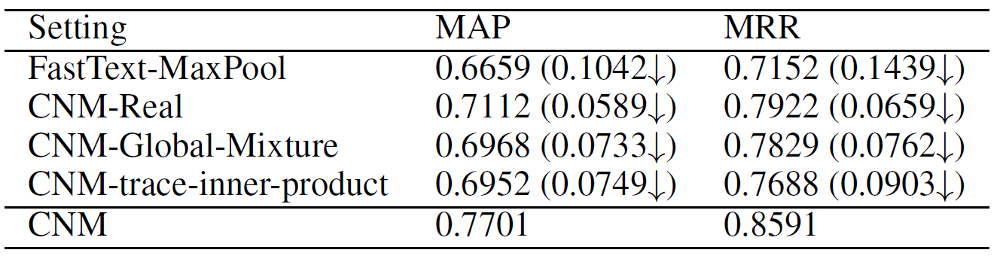 Setting MAP MRR
FastText-MaxPool 0.6659 (0.1042↓) 0.7152 (0.1439↓)
CNM-Real 0.7112 (0.0589↓) 0.7922 (0.0659↓)
CNM-Global-Mixture 0.6968 (0.0733↓) 0.7829 (0.0762↓)
CNM-trace-inner-product 0.6952 (0.0749↓) 0.7688 (0.0903↓)
CNM 0.7701 0.8591